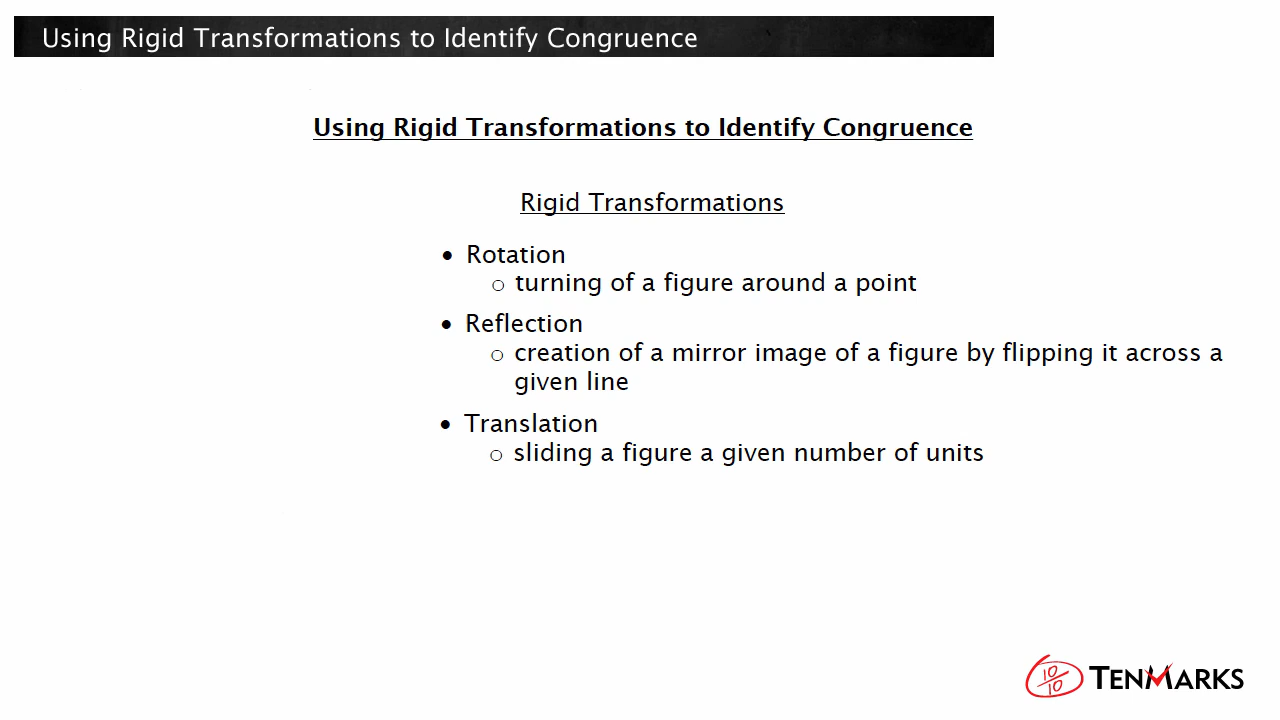 Using Rigid Transformations to Identify Congruence
Using Rigid Transformations to Identify Congruence
Rigid Transformations
• Rotation
○ turning of a figure around a point
• Reflection
○ creation of a mirror image of a figure by flipping it across a
given line
• Translation
○ sliding a figure a given number of units
10/10 TENMARKS